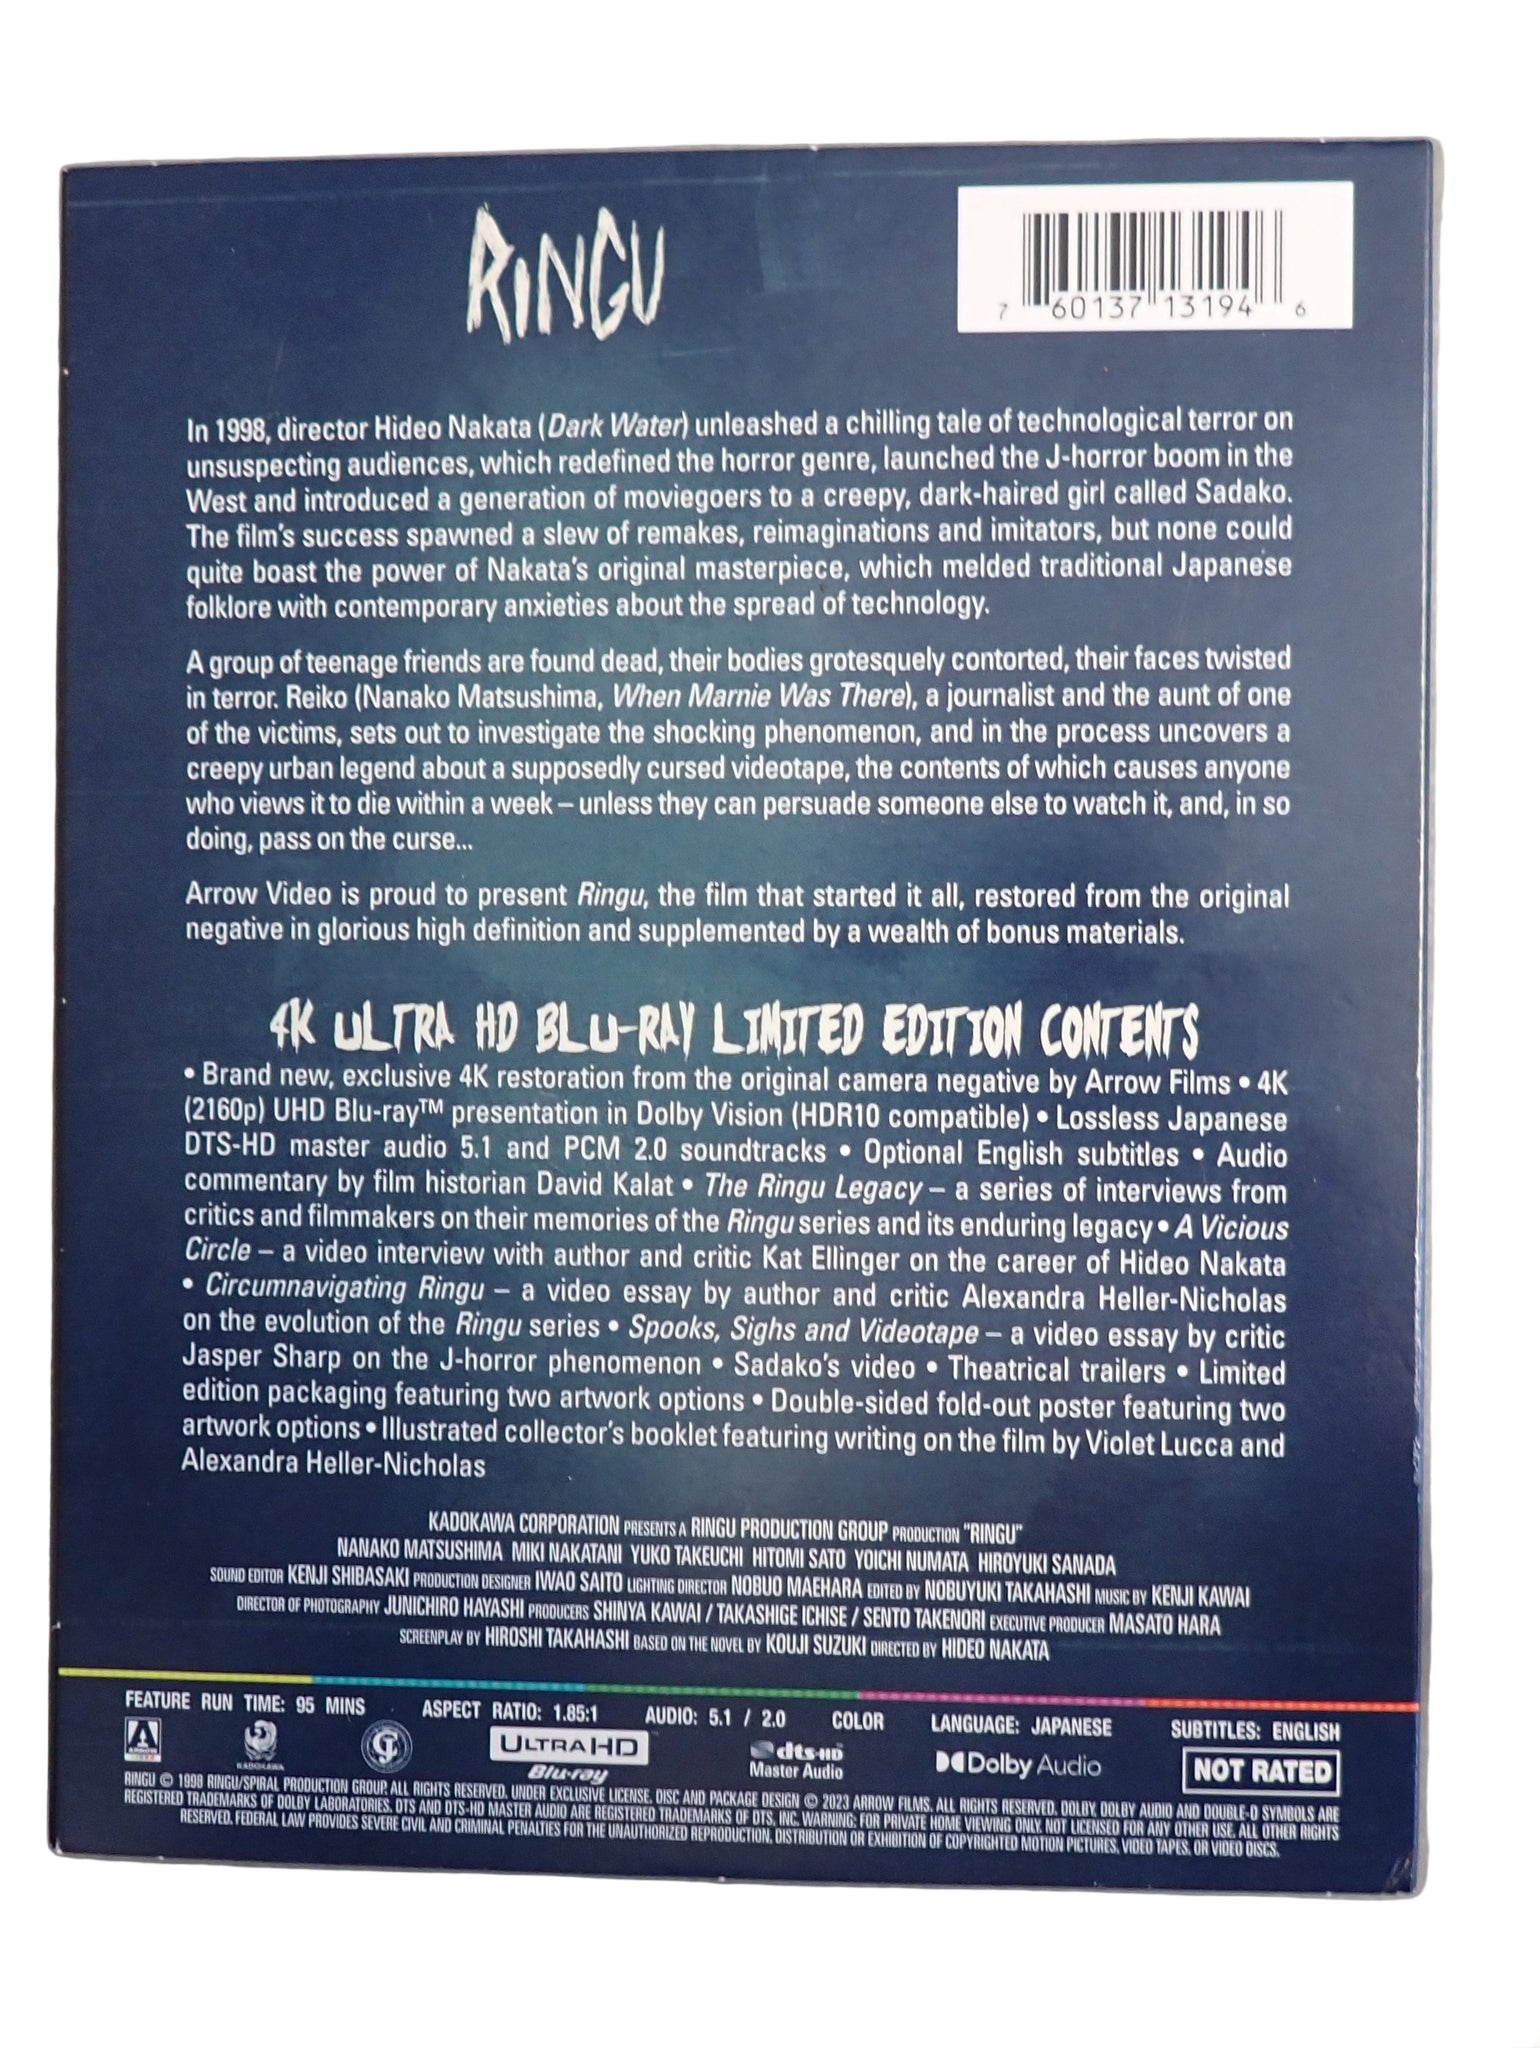 RINGU
7 60137 13194 6
In 1998, director Hideo Nakata (Dark Water) unleashed a chilling tale of technological terror on
unsuspecting audiences, which redefined the horror genre, launched the J-horror boom in the
West and introduced a generation of moviegoers to a creepy, dark-haired girl called Sadako.
The film's success spawned a slew of remakes, reimaginations and imitators, but none could
quite boast the power of Nakata's original masterpiece, which melded traditional Japanese
folklore with contemporary anxieties about the spread of technology.
A group of teenage friends are found dead, their bodies grotesquely contorted, their faces twisted
in terror. Reiko (Nanako Matsushima, When Marnie Was There), a journalist and the aunt of one
of the victims, sets out to investigate the shocking phenomenon, and in the process uncovers a
creepy urban legend about a supposedly cursed videotape, the contents of which causes anyone
who views it to die within a week – unless they can persuade someone else to watch it, and, in so
doing, pass on the curse...
Arrow Video is proud to present Ringu, the film that started it all, restored from the original
negative in glorious high definition and supplemented by a wealth of bonus materials.
4K ULTRA HD BLU-RAY LIMITED EDITION CONTENTS
• Brand new, exclusive 4K restoration from the original camera negative by Arrow Films • 4K
(2160p) UHD Blu-ray™ presentation in Dolby Vision (HDR10 compatible) • Lossless Japanese
DTS-HD master audio 5.1 and PCM 2.0 soundtracks • Optional English subtitles • Audio
commentary by film historian David Kalat • The Ringu Legacy – a series of interviews from
critics and filmmakers on their memories of the Ringu series and its enduring legacy • A Vicious
Circle – a video interview with author and critic Kat Ellinger on the career of Hideo Nakata
• Circumnavigating Ringu – a video essay by author and critic Alexandra Heller-Nicholas
on the evolution of the Ringu series • Spooks, Sighs and Videotape – a video essay by critic
Jasper Sharp on the J-horror phenomenon • Sadako's video • Theatrical trailers • Limited
edition packaging featuring two artwork options • Double-sided fold-out poster featuring two
artwork options • Illustrated collector's booklet featuring writing on the film by Violet Lucca and
Alexandra Heller-Nicholas
KADOKAWA CORPORATION PRESENTS A RINGU PRODUCTION GROUP PRODUCTION "RINGU"
NANAKO MATSUSHIMA MIKI NAKATANI YUKO TAKEUCHI HITOMI SATO YOICHI NUMATA HIROYUKI SANADA
SOUND EDITOR KENJI SHIBASAKI PRODUCTION DESIGNER IWAO SAITO LIGHTING DIRECTOR NOBUO MAEHARA EDITED BY NOBUYUKI TAKAHASHI MUSIC BY KENJI KAWAI
DIRECTOR OF PHOTOGRAPHY JUNICHIRO HAYASHI PRODUCERS SHINYA KAWAI / TAKASHIGE ICHISE / SENTO TAKENORI EXECUTIVE PRODUCER MASATO HARA
SCREENPLAY BY HIROSHI TAKAHASHI BASED ON THE NOVEL BY KOUJI SUZUKI DIRECTED BY HIDEO NAKATA
FEATURE RUN TIME: 95 MINS ASPECT RATIO: 1.85:1 AUDIO: 5.1 / 2.0 COLOR LANGUAGE: JAPANESE SUBTITLES: ENGLISH
ARROW KADOKAWA ULTRA HD Blu-ray dts-HD Master Audio Dolby Audio NOT RATED
RINGU © 1998 RINGU/SPIRAL PRODUCTION GROUP. ALL RIGHTS RESERVED. UNDER EXCLUSIVE LICENSE. DISC AND PACKAGE DESIGN © 2023 ARROW FILMS. ALL RIGHTS RESERVED. DOLBY, DOLBY AUDIO AND DOUBLE-D SYMBOLS ARE
REGISTERED TRADEMARKS OF DOLBY LABORATORIES. DTS AND DTS-HD MASTER AUDIO ARE REGISTERED TRADEMARKS OF DTS, INC. WARNING: FOR PRIVATE HOME VIEWING ONLY. NOT LICENSED FOR ANY OTHER USE. ALL OTHER RIGHTS
RESERVED. FEDERAL LAW PROVIDES SEVERE CIVIL AND CRIMINAL PENALTIES FOR THE UNAUTHORIZED REPRODUCTION, DISTRIBUTION OR EXHIBITION OF COPYRIGHTED MOTION PICTURES, VIDEO TAPES, OR VIDEO DISCS.